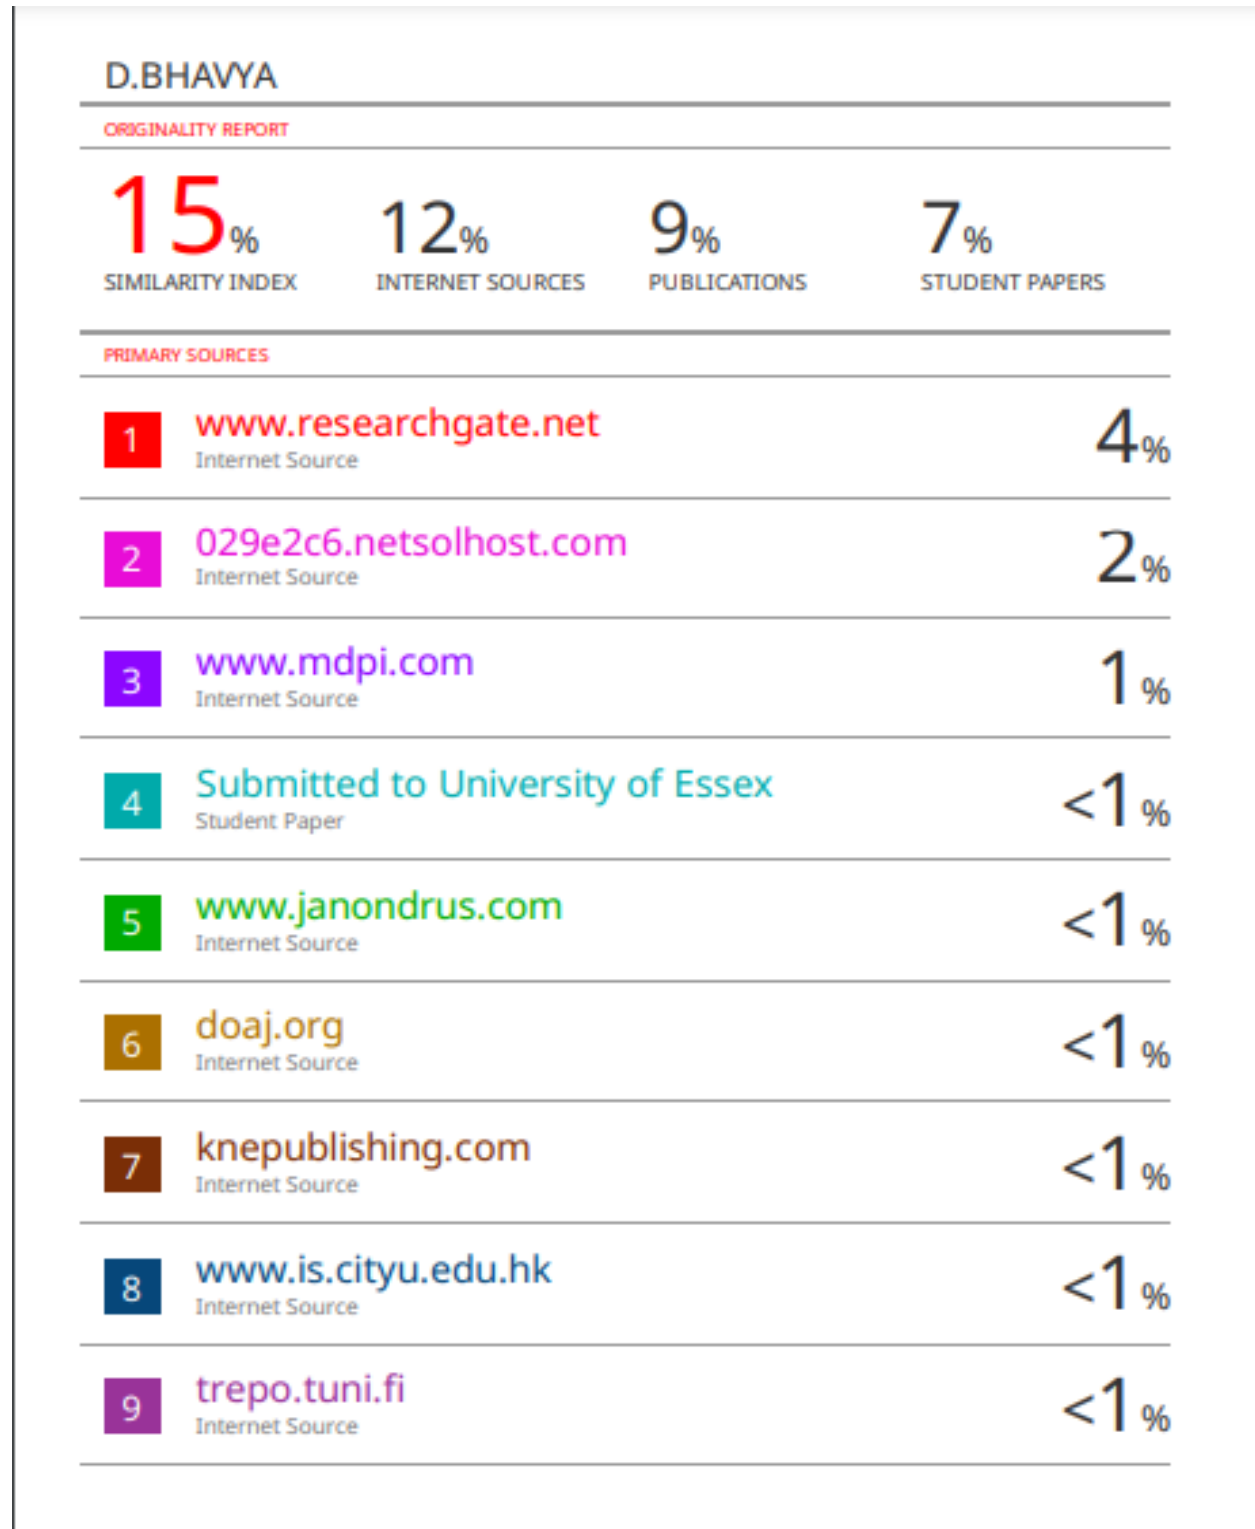 D.BHAVYA
ORIGINALITY REPORT
15% 12% 9% 7%
SIMILARITY INDEX INTERNET SOURCES PUBLICATIONS STUDENT PAPERS
PRIMARY SOURCES
1 www.researchgate.net 4%
Internet Source
2 029e2c6.netsolhost.com 2%
Internet Source
3 www.mdpi.com 1%
Internet Source
4 Submitted to University of Essex <1%
Student Paper
5 www.janondrus.com <1%
Internet Source
6 doaj.org <1%
Internet Source
7 knepublishing.com <1%
Internet Source
8 www.is.cityu.edu.hk <1%
Internet Source
9 trepo.tuni.fi <1%
Internet Source